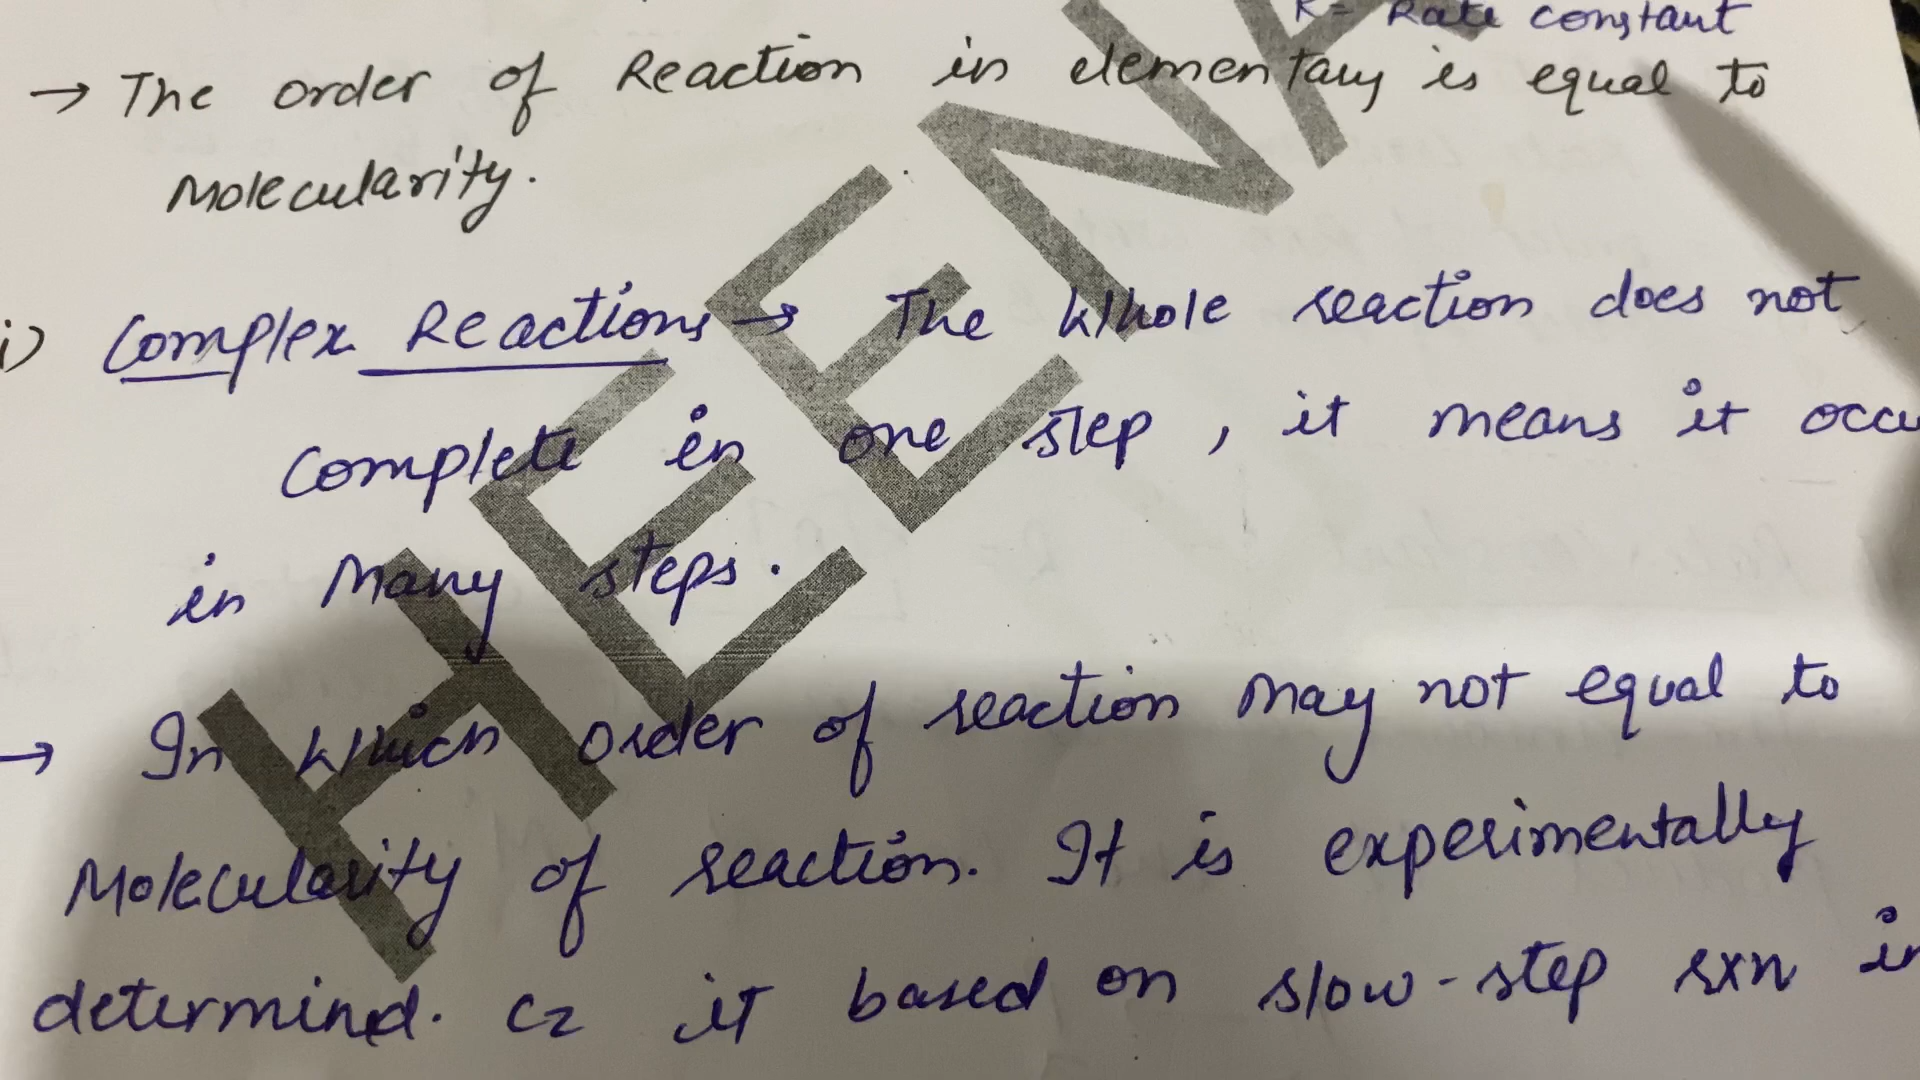 K= Rate constant
→ The order of Reaction in elementary is equal to
Molecularity.
i) Complex Reactions → The Whole reaction does not
Complete in one step, it means it occu
in Many steps.
→ In Which order of reaction may not equal to
Molecularity of reaction. It is experimentally
determind. cz it based on slow-step rxn in
HEENA